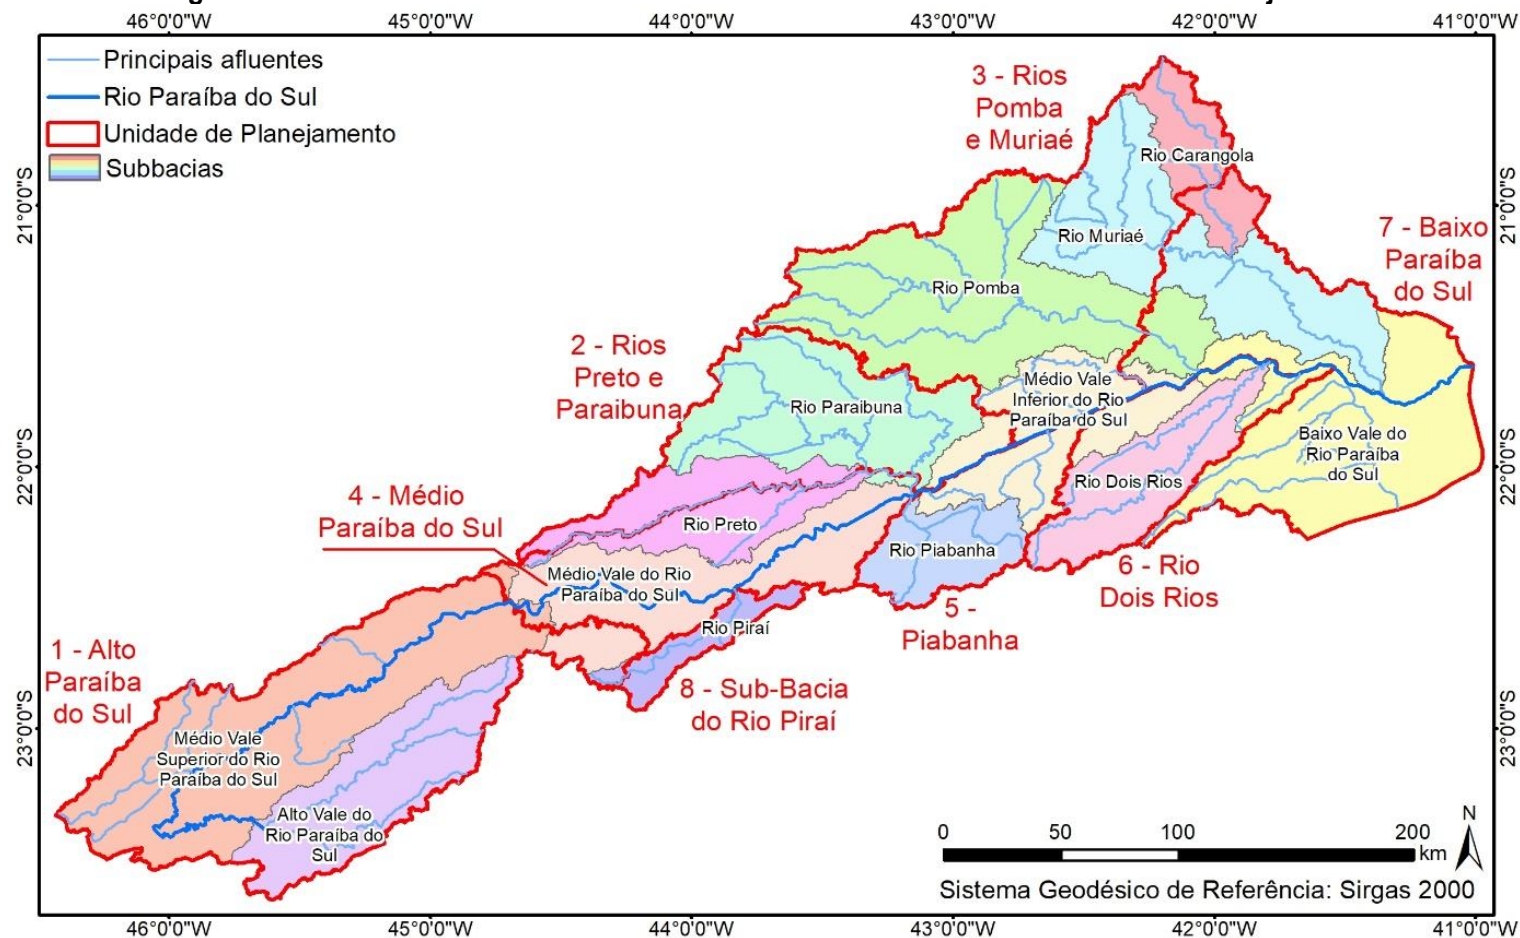 46°0'0"W 45°0'0"W 44°0'0"W 43°0'0"W 42°0'0"W 41°0'0"W
Principais afluentes
Rio Paraíba do Sul
Unidade de Planejamento
Subbacias
3 - Rios
Pomba
e Muriaé
Rio Carangola
21°0'0"S
21°0'0"S
Rio Muriaé
7 - Baixo
Paraíba
do Sul
Rio Pomba
2 - Rios
Preto e
Paraibuna
Rio Paraibuna
Médio Vale
Inferior do Rio
Paraíba do Sul
Baixo Vale do
Rio Paraíba
do Sul
22°0'0"S
22°0'0"S
Rio Dois Rios
4 - Médio
Paraíba do Sul
Rio Preto
Rio Piabanha
Médio Vale do Rio
Paraíba do Sul
6 - Rio
Dois Rios
5 -
Piabanha
Rio Piraí
1 - Alto
Paraíba
do Sul
8 - Sub-Bacia
do Rio Piraí
23°0'0"S
23°0'0"S
Médio Vale
Superior do Rio
Paraíba do Sul
Alto Vale do
Rio Paraíba do
Sul
N
0 50 100 200
km
Sistema Geodésico de Referência: Sirgas 2000
46°0'0"W 45°0'0"W 44°0'0"W 43°0'0"W 42°0'0"W 41°0'0"W